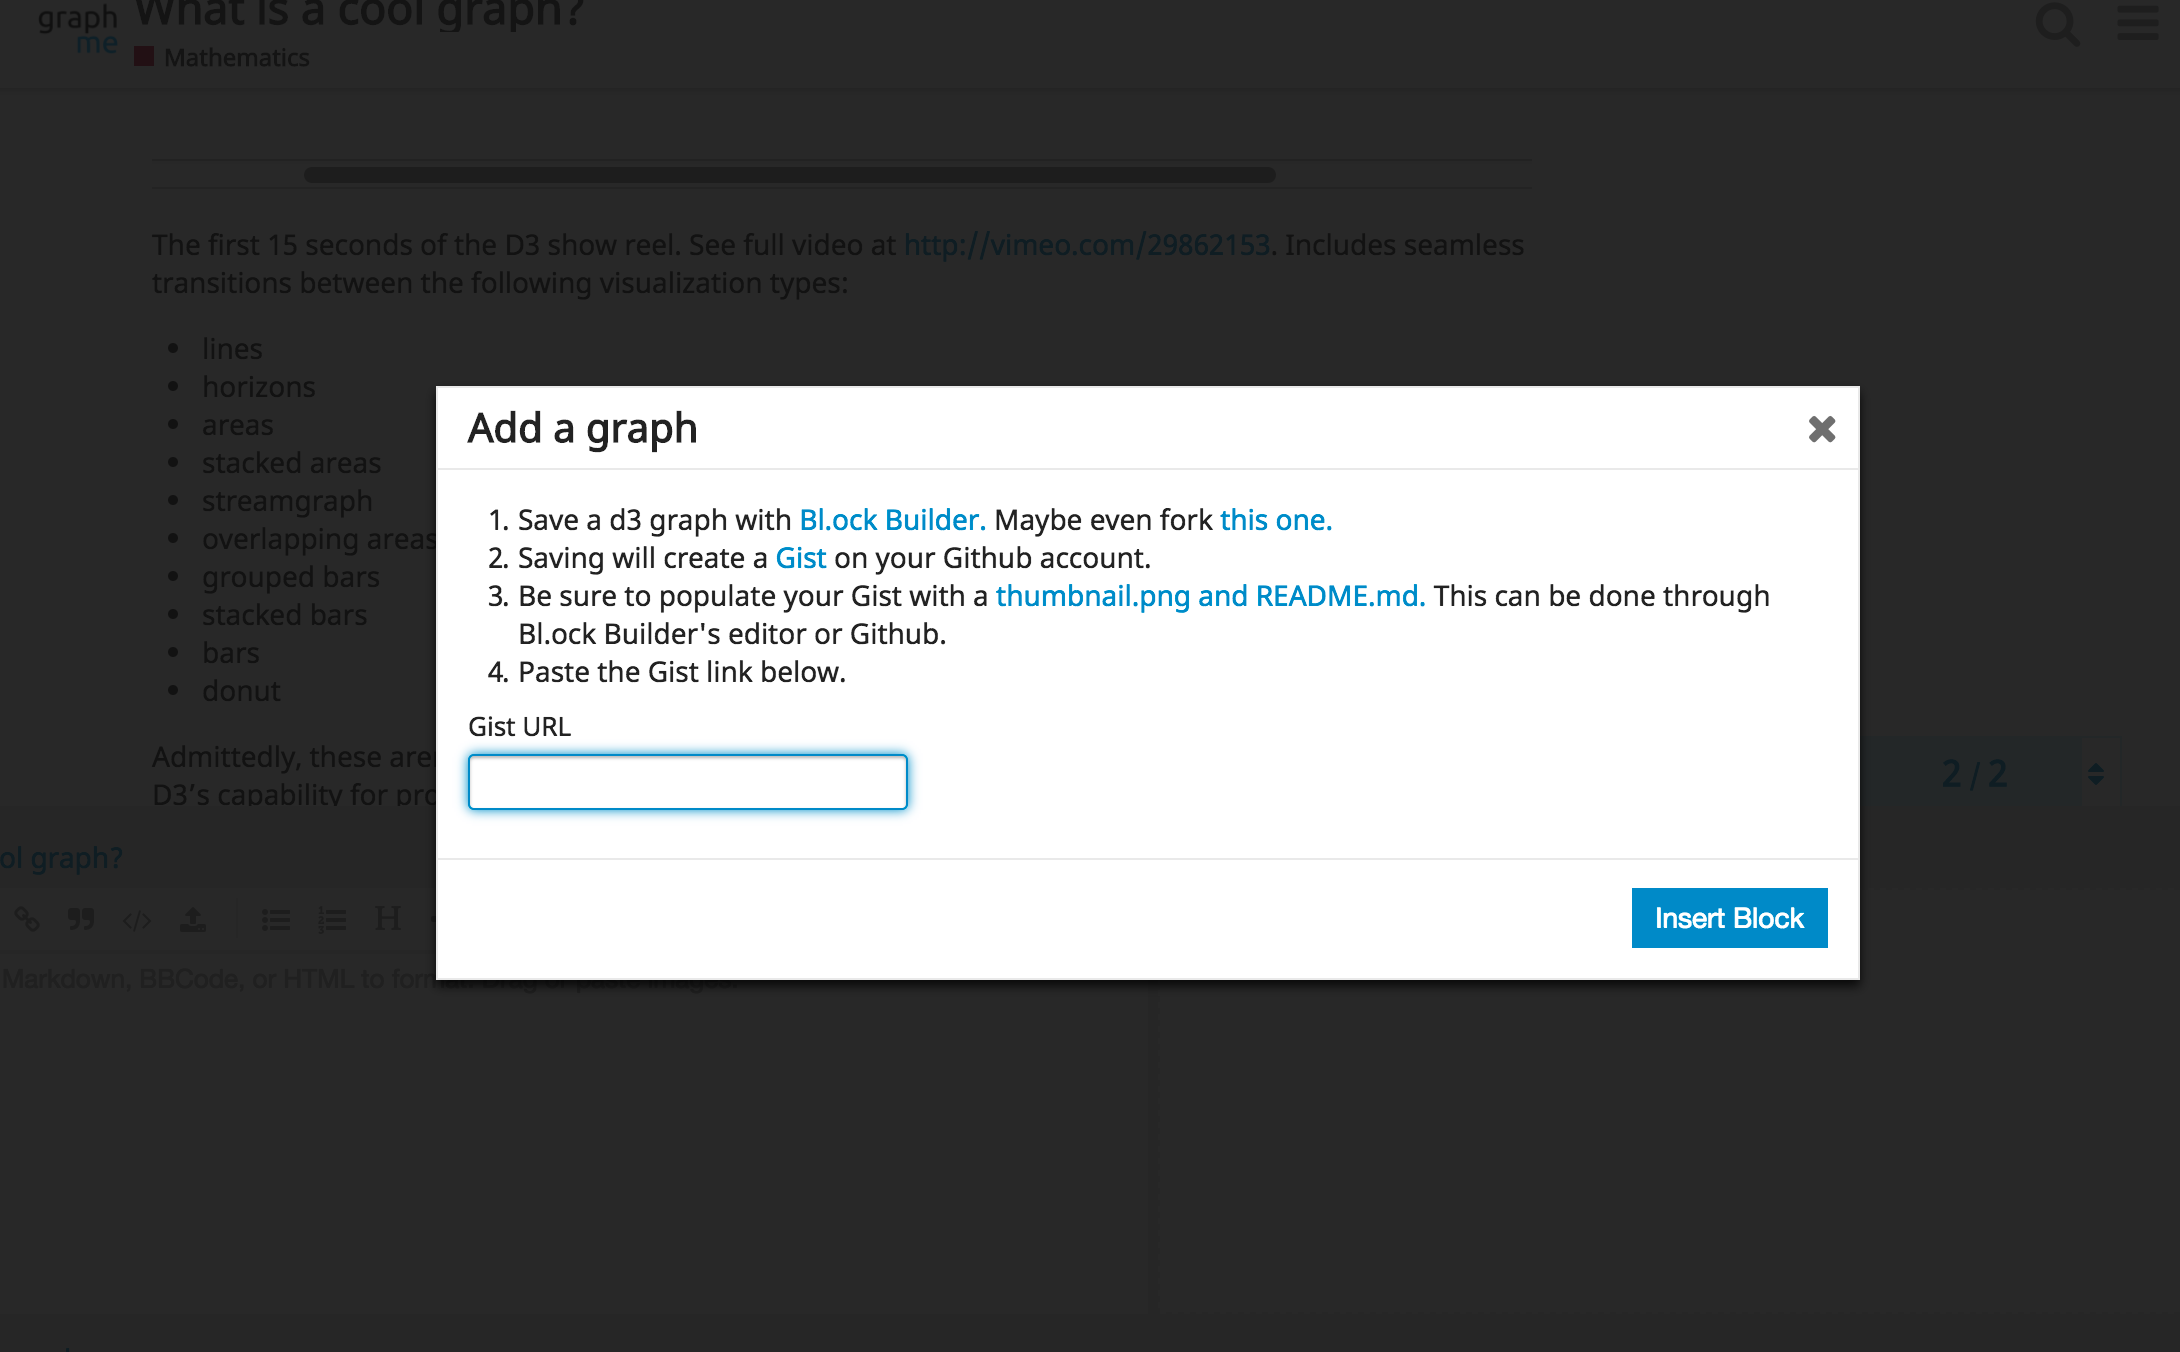 What is a cool graph?
graph
me
Mathematics
The first 15 seconds of the D3 show reel. See full video at http://vimeo.com/29862153. Includes seamless
transitions between the following visualization types:
lines
horizons
areas
stacked areas
streamgraph
overlapping areas
grouped bars
stacked bars
bars
donut
Admittedly, these are
D3's capability for pro
Add a graph
1. Save a d3 graph with Bl.ock Builder. Maybe even fork this one.
2. Saving will create a Gist on your Github account.
3. Be sure to populate your Gist with a thumbnail.png and README.md. This can be done through
Bl.ock Builder's editor or Github.
4. Paste the Gist link below.
Gist URL
Insert Block
2 / 2
ol graph?
H
Markdown, BBCode, or HTML to format. Drag or paste images.